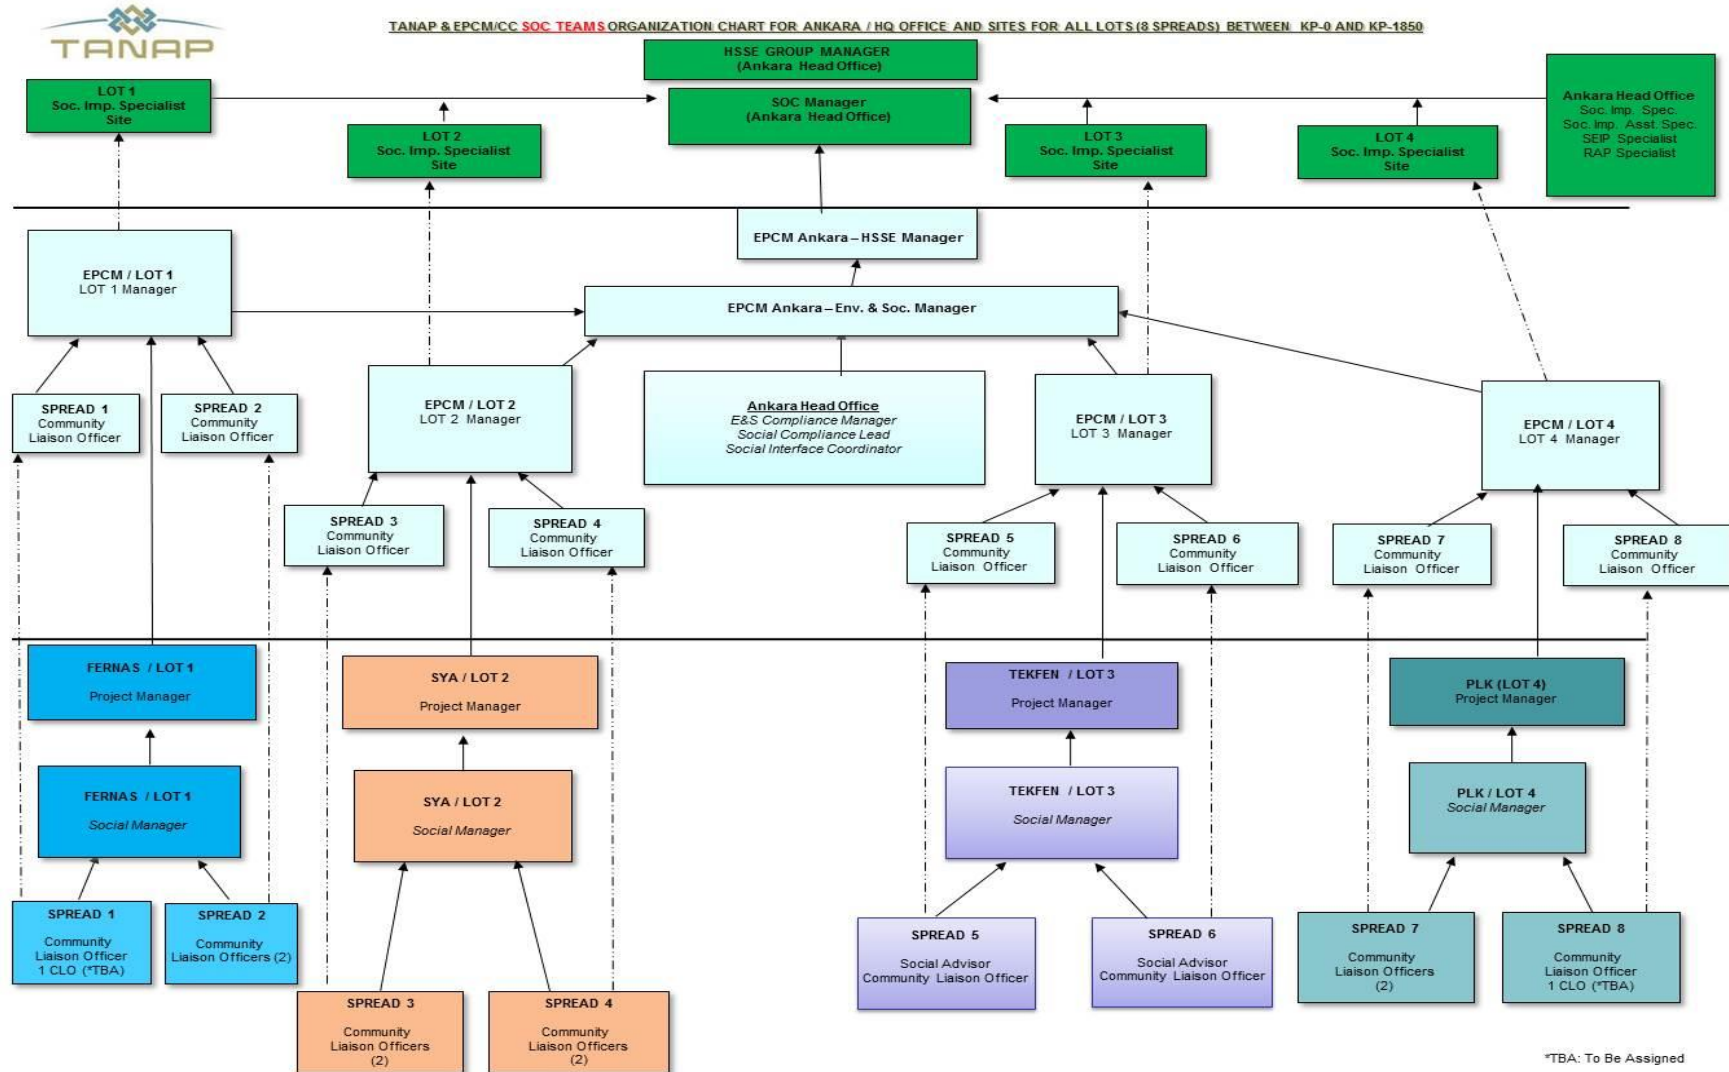 TANAP
TANAP & EPCM/CC SOC TEAMS ORGANIZATION CHART FOR ANKARA / HQ OFFICE AND SITES FOR ALL LOTS (8 SPREADS) BETWEEN KP-0 AND KP-1850
HSSE GROUP MANAGER
(Ankara Head Office)
SOC Manager
(Ankara Head Office)
LOT 1
Soc. Imp. Specialist
Site
LOT 2
Soc. Imp. Specialist
Site
LOT 3
Soc. Imp. Specialist
Site
LOT 4
Soc. Imp. Specialist
Site
Ankara Head Office
Soc. Imp. Spec.
Soc. Imp. Asst. Spec.
SEIP Specialist
RAP Specialist
EPCM Ankara – HSSE Manager
EPCM / LOT 1
LOT 1 Manager
EPCM Ankara – Env. & Soc. Manager
EPCM / LOT 2
LOT 2 Manager
Ankara Head Office
E&S Compliance Manager
Social Compliance Lead
Social Interface Coordinator
EPCM / LOT 3
LOT 3 Manager
EPCM / LOT 4
LOT 4 Manager
SPREAD 1
Community
Liaison Officer
SPREAD 2
Community
Liaison Officer
SPREAD 3
Community
Liaison Officer
SPREAD 4
Community
Liaison Officer
SPREAD 5
Community
Liaison Officer
SPREAD 6
Community
Liaison Officer
SPREAD 7
Community
Liaison Officer
SPREAD 8
Community
Liaison Officer
FERNAS / LOT 1
Project Manager
SYA / LOT 2
Project Manager
TEKFEN / LOT 3
Project Manager
PLK (LOT 4)
Project Manager
FERNAS / LOT 1
Social Manager
SYA / LOT 2
Social Manager
TEKFEN / LOT 3
Social Manager
PLK / LOT 4
Social Manager
SPREAD 1
Community
Liaison Officer
1 CLO (*TBA)
SPREAD 2
Community
Liaison Officers (2)
SPREAD 3
Community
Liaison Officers
(2)
SPREAD 4
Community
Liaison Officers
(2)
SPREAD 5
Social Advisor
Community Liaison Officer
SPREAD 6
Social Advisor
Community Liaison Officer
SPREAD 7
Community
Liaison Officers
(2)
SPREAD 8
Community
Liaison Officer
1 CLO (*TBA)
*TBA: To Be Assigned